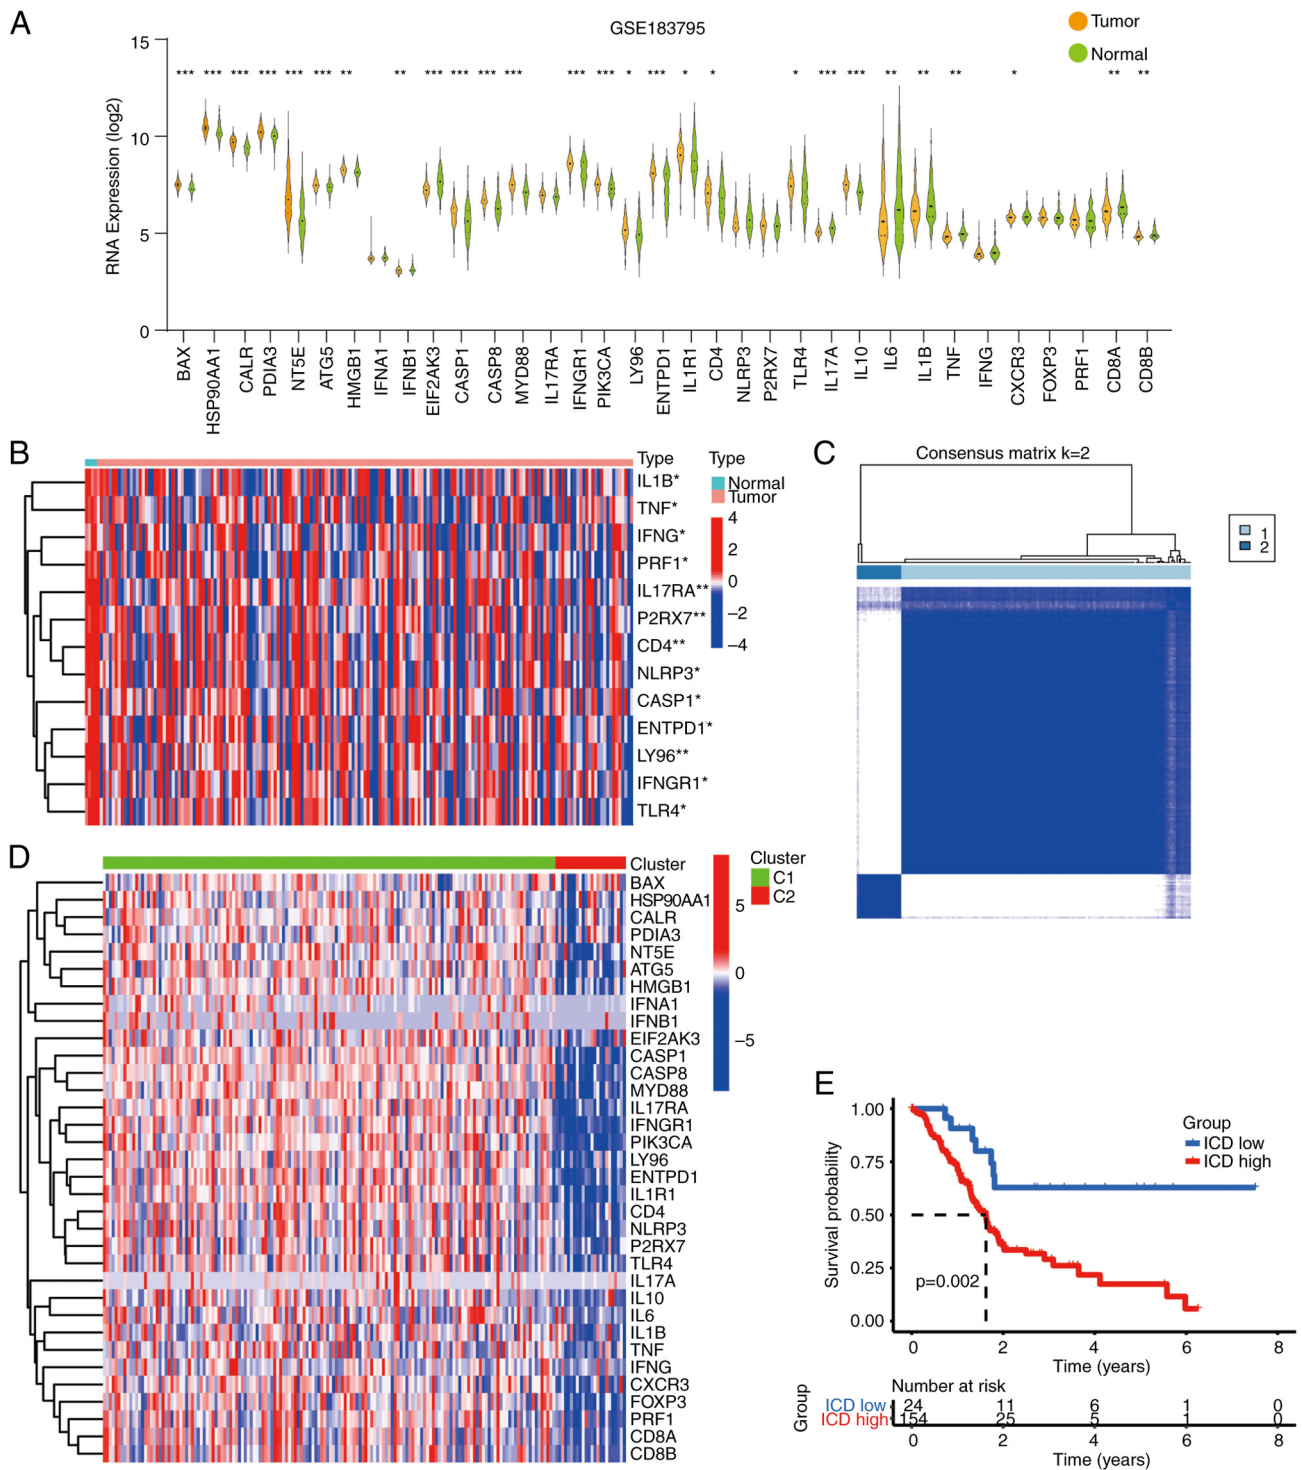 A
GSE183795
Tumor
Normal
RNA Expression (log2)
15
10
5
0
*** *** *** *** *** *** ** ** *** *** *** *** *** *** * *** * * * *** *** ** ** ** * ** **
BAX HSP90AA1 CALR PDIA3 NT5E ATG5 HMGB1 IFNA1 IFNB1 EIF2AK3 CASP1 CASP8 MYD88 IL17RA IFNGR1 PIK3CA LY96 ENTPD1 IL1R1 CD4 NLRP3 P2RX7 TLR4 IL17A IL10 IL6 IL1B TNF IFNG CXCR3 FOXP3 PRF1 CD8A CD8B
B
Type
IL1B*
TNF*
IFNG*
PRF1*
IL17RA**
P2RX7**
CD4**
NLRP3*
CASP1*
ENTPD1*
LY96**
IFNGR1*
TLR4*
Type
Normal
Tumor
4
2
0
−2
−4
C
Consensus matrix k=2
1
2
D
Cluster
BAX
HSP90AA1
CALR
PDIA3
NT5E
ATG5
HMGB1
IFNA1
IFNB1
EIF2AK3
CASP1
CASP8
MYD88
IL17RA
IFNGR1
PIK3CA
LY96
ENTPD1
IL1R1
CD4
NLRP3
P2RX7
TLR4
IL17A
IL10
IL6
IL1B
TNF
IFNG
CXCR3
FOXP3
PRF1
CD8A
CD8B
5
0
−5
Cluster
C1
C2
E
Survival probability
1.00
0.75
0.50
0.25
0.00
Group
ICD low
ICD high
p=0.002
0 2 4 6 8
Time (years)
Number at risk
Group
ICD low 24 11 6 1 0
ICD high 154 25 5 1 0
0 2 4 6 8
Time (years)